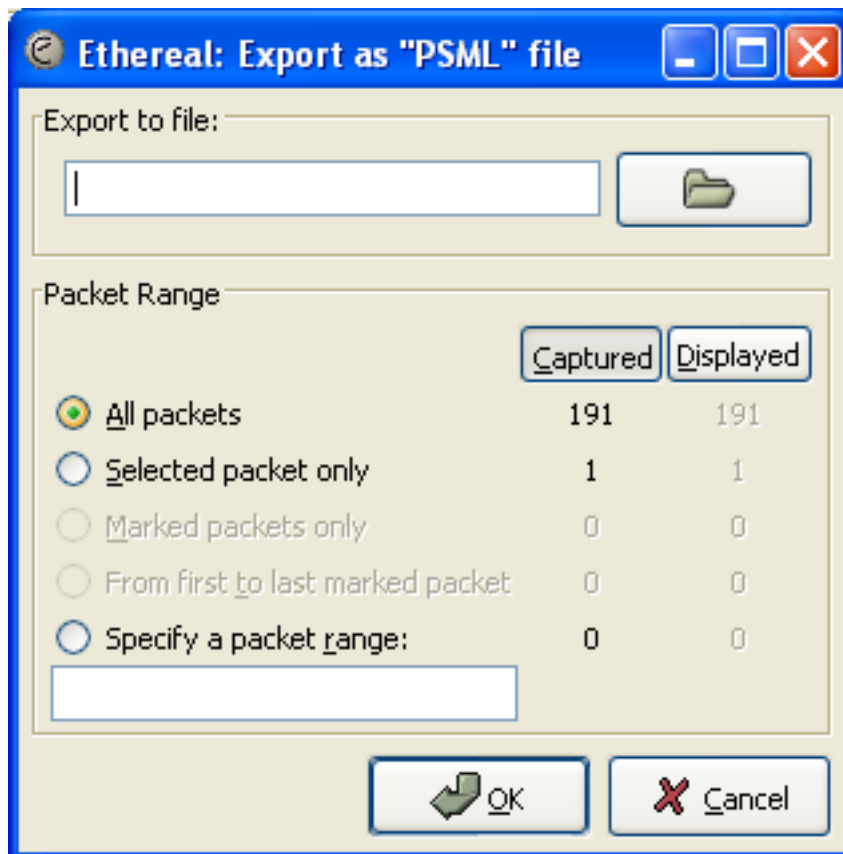 Ethereal: Export as "PSML" file
Export to file:
Packet Range
Captured Displayed
All packets 191 191
Selected packet only 1 1
Marked packets only 0 0
From first to last marked packet 0 0
Specify a packet range: 0 0
OK Cancel